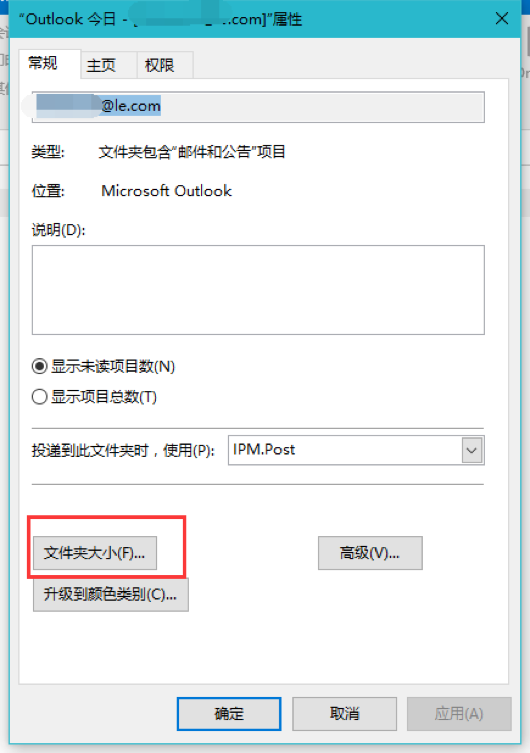 “Outlook 今日 - [le.com]”属性
常规 主页 权限
@le.com
类型: 文件夹包含“邮件和公告”项目
位置: Microsoft Outlook
说明(D):
显示未读项目数(N)
显示项目总数(T)
投递到此文件夹时，使用(P): IPM.Post
文件夹大小(F)... 高级(V)...
升级到颜色类别(C)...
确定 取消 应用(A)